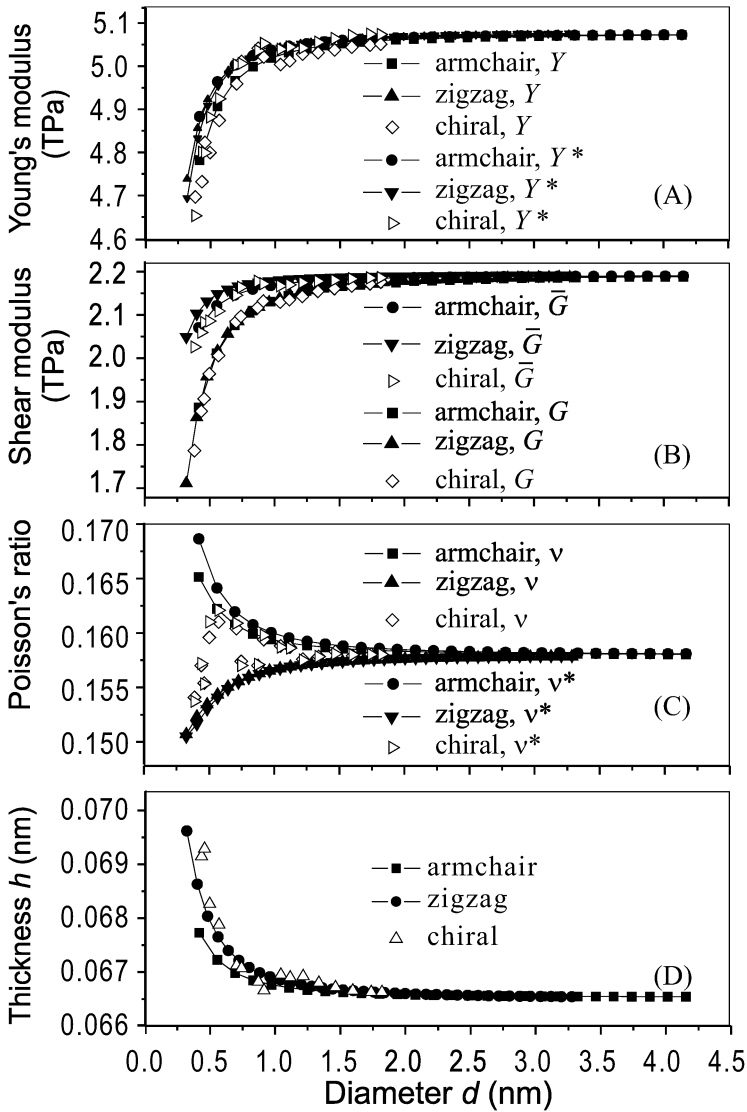 5.1
5.0
4.9
4.8
4.7
4.6
Young's modulus
(TPa)
armchair, Y
zigzag, Y
chiral, Y
armchair, Y*
zigzag, Y*
chiral, Y*
(A)
2.2
2.1
2.0
1.9
1.8
1.7
Shear modulus
(TPa)
armchair, G̅
zigzag, G̅
chiral, G̅
armchair, G
zigzag, G
chiral, G
(B)
0.170
0.165
0.160
0.155
0.150
Poisson's ratio
armchair, ν
zigzag, ν
chiral, ν
armchair, ν*
zigzag, ν*
chiral, ν*
(C)
0.070
0.069
0.068
0.067
0.066
Thickness h (nm)
armchair
zigzag
chiral
(D)
0.0 0.5 1.0 1.5 2.0 2.5 3.0 3.5 4.0 4.5
Diameter d (nm)